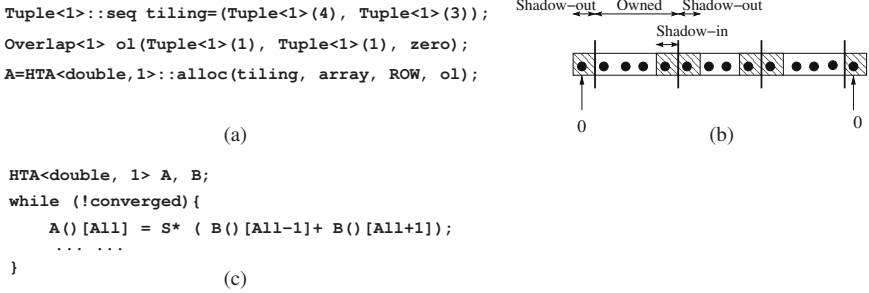 Tuple<1>::seq tiling=(Tuple<1>(4), Tuple<1>(3));
Overlap<1> ol(Tuple<1>(1), Tuple<1>(1), zero);
A=HTA<double,1>::alloc(tiling, array, ROW, ol);
(a)
Shadow−out Owned Shadow−out
Shadow−in
0 0
(b)
HTA<double, 1> A, B;
while (!converged){
A()[All] = S* ( B()[All−1]+ B()[All+1]);
... ...
}
(c)